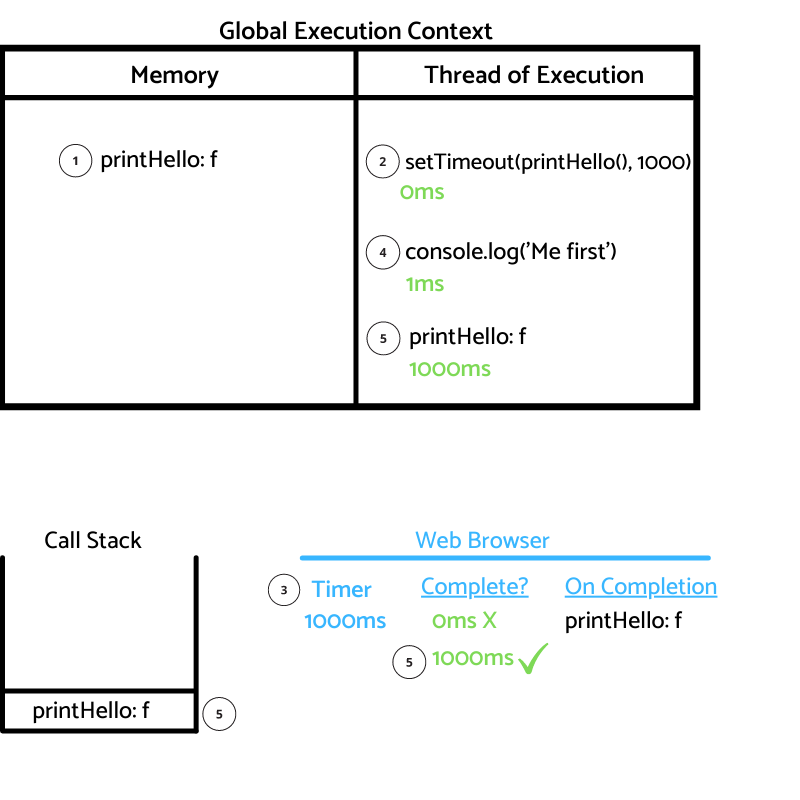 Global Execution Context
Memory
Thread of Execution
1 printHello: f
2 setTimeout(printHello(), 1000)
0ms
4 console.log('Me first')
1ms
5 printHello: f
1000ms
Call Stack
printHello: f 5
Web Browser
3 Timer Complete? On Completion
1000ms 0ms X printHello: f
5 1000ms